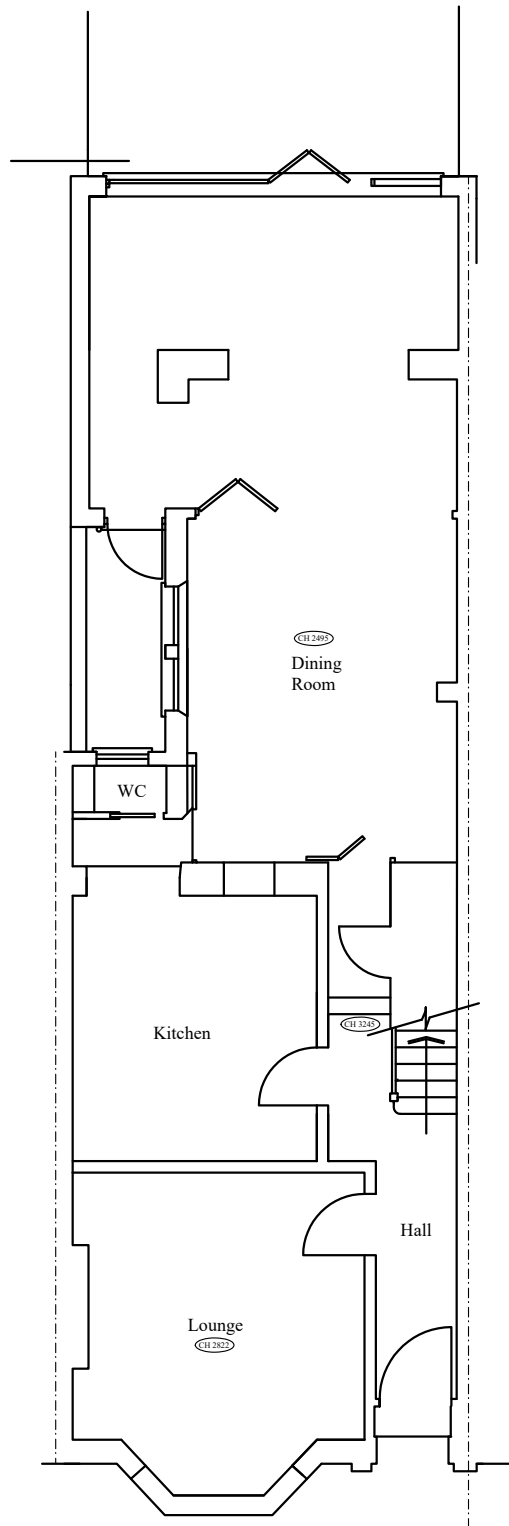 CH 2495
Dining
Room
WC
CH 3245
Kitchen
Hall
Lounge
CH 2822